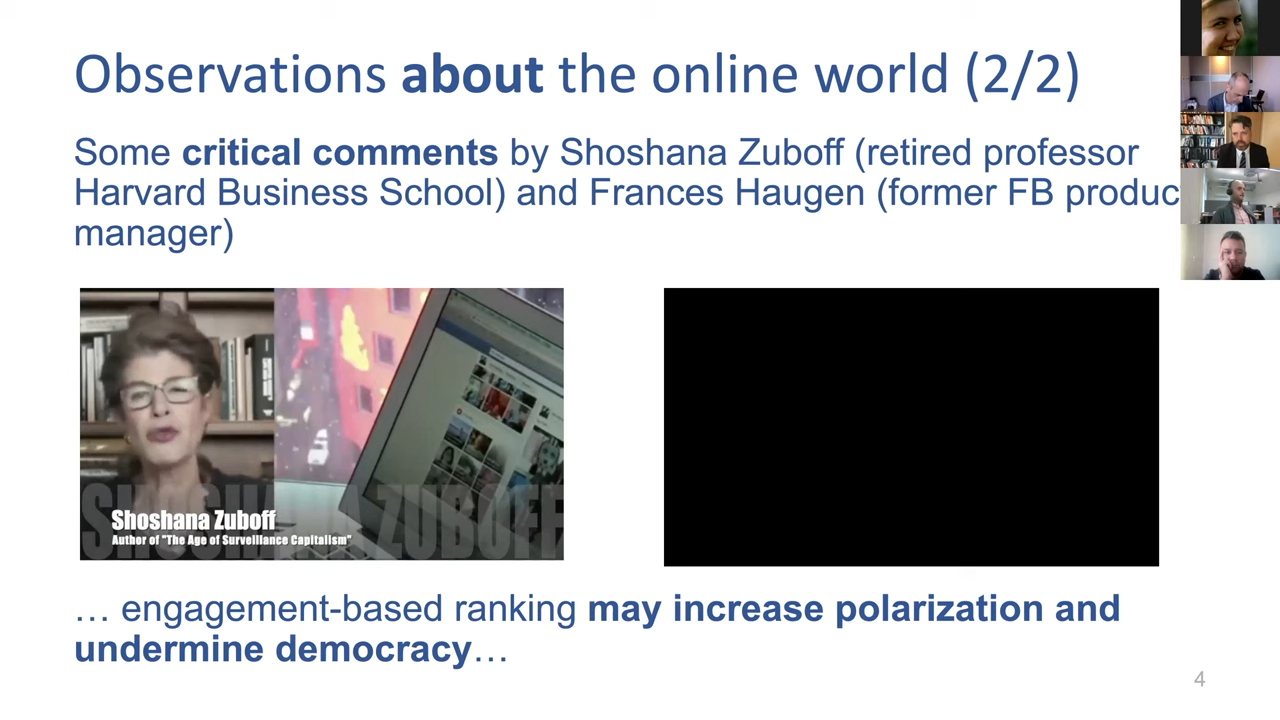 Observations about the online world (2/2)
Some critical comments by Shoshana Zuboff (retired professor
Harvard Business School) and Frances Haugen (former FB produc
manager)
SHOSHANA ZUBOFF
Shoshana Zuboff
Author of "The Age of Surveillance Capitalism"
… engagement-based ranking may increase polarization and
undermine democracy…
4